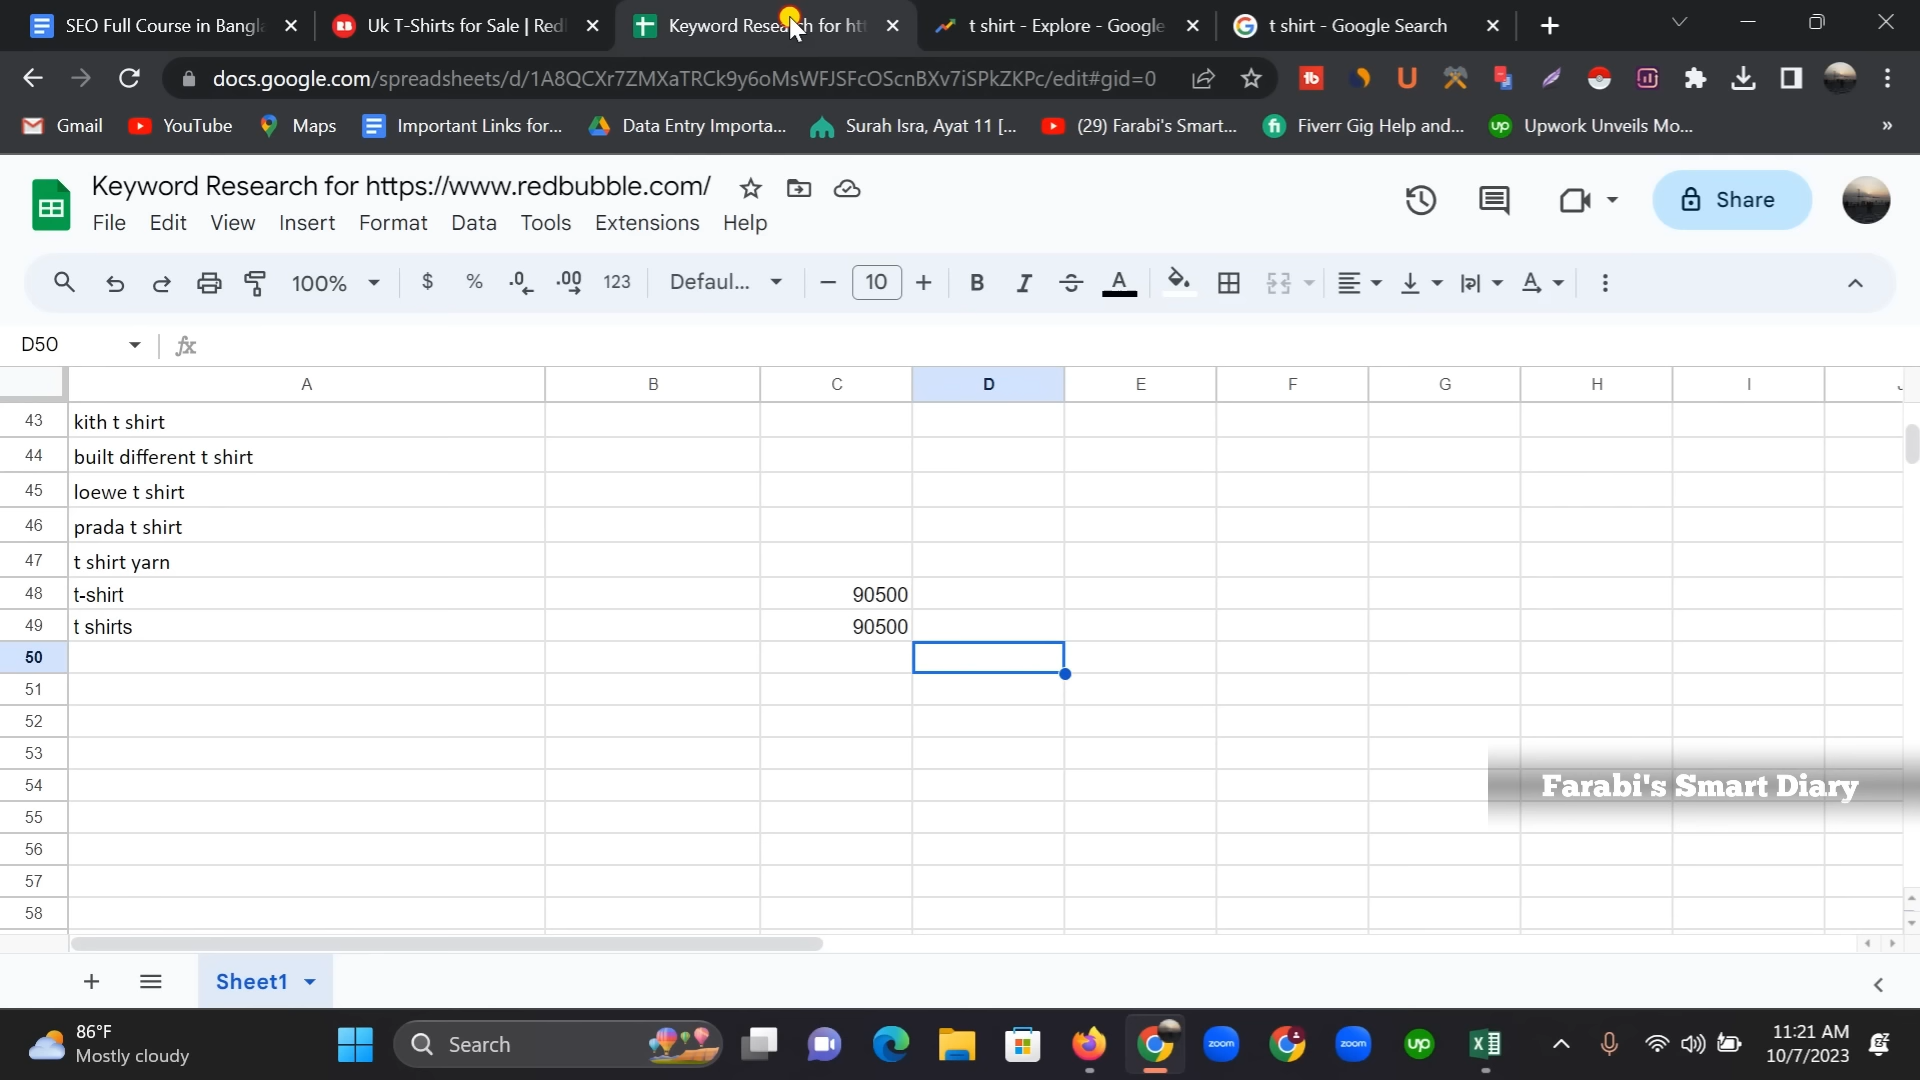 SEO Full Course in Bangla
Uk T-Shirts for Sale | Red
Keyword Research for htt
t shirt - Explore - Google
t shirt - Google Search
docs.google.com/spreadsheets/d/1A8QCXr7ZMXaTRCk9y6oMsWFJSFcOScnBXv7iSPkZKPc/edit#gid=0
Gmail
YouTube
Maps
Important Links for...
Data Entry Importa...
Surah Isra, Ayat 11 [...
(29) Farabi's Smart...
Fiverr Gig Help and...
Upwork Unveils Mo...
»
Keyword Research for https://www.redbubble.com/
File Edit View Insert Format Data Tools Extensions Help
Share
100% $ % .0 .00 123 Defaul... 10 B I S A
D50 fx
A B C D E F G H I
43 kith t shirt
44 built different t shirt
45 loewe t shirt
46 prada t shirt
47 t shirt yarn
48 t-shirt 90500
49 t shirts 90500
50
51
52
53
54
55
56
57
58
Farabi's Smart Diary
Sheet1
86°F
Mostly cloudy
Search
zoom
zoom
up
11:21 AM
10/7/2023